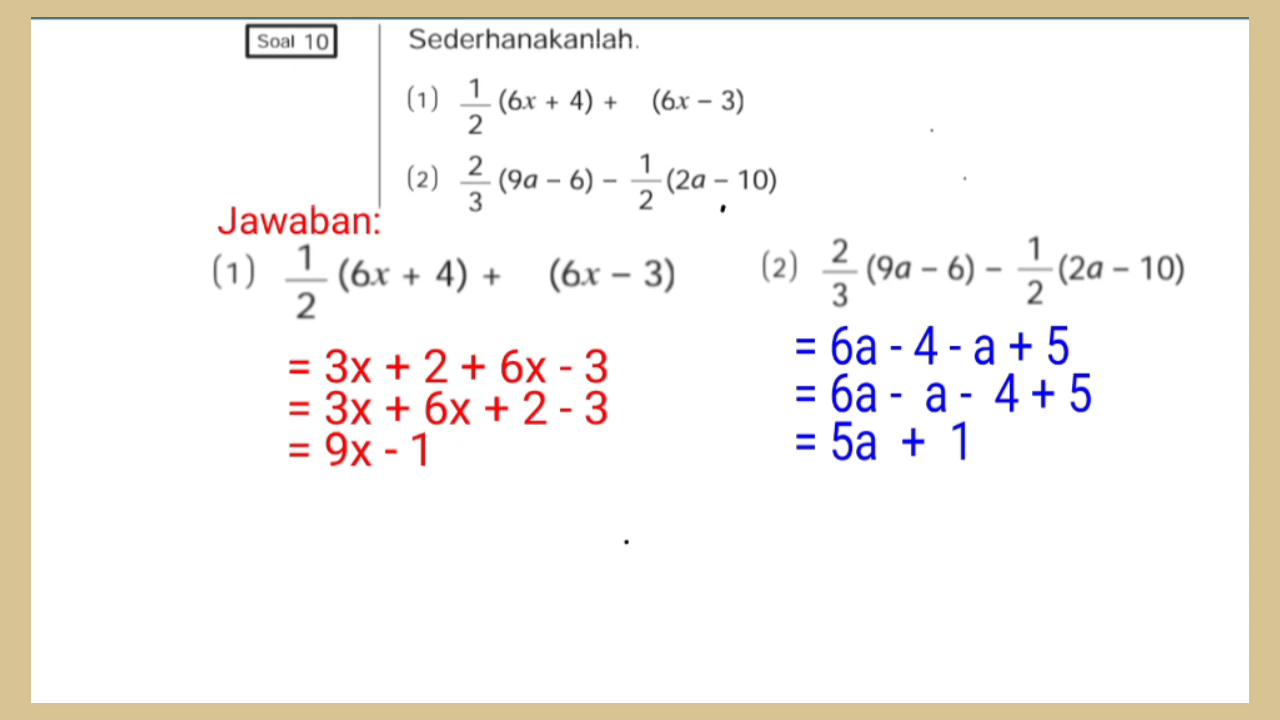 Soal 10
Sederhanakanlah.
(1) 1/2 (6x + 4) + (6x − 3)
(2) 2/3 (9a − 6) − 1/2 (2a − 10)
Jawaban:
(1) 1/2 (6x + 4) + (6x − 3)
= 3x + 2 + 6x - 3
= 3x + 6x + 2 - 3
= 9x - 1
(2) 2/3 (9a − 6) − 1/2 (2a − 10)
= 6a - 4 - a + 5
= 6a - a - 4 + 5
= 5a + 1